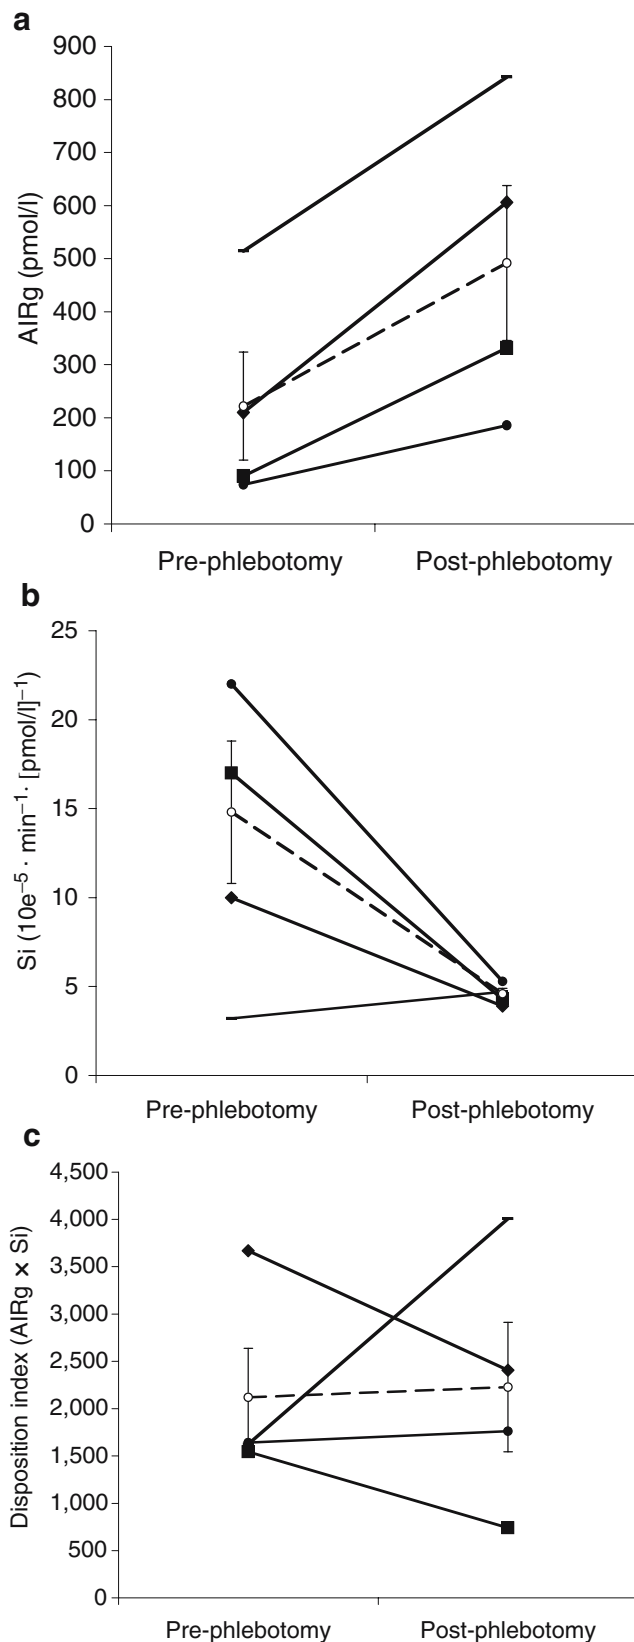 a
900
800
700
600
500
400
300
200
100
0
AIRg (pmol/l)
Pre-phlebotomy Post-phlebotomy
b
25
20
15
10
5
0
Si (10e⁻⁵ · min⁻¹· [pmol/l]⁻¹)
Pre-phlebotomy Post-phlebotomy
c
4,500
4,000
3,500
3,000
2,500
2,000
1,500
1,000
500
0
Disposition index (AIRg × Si)
Pre-phlebotomy Post-phlebotomy